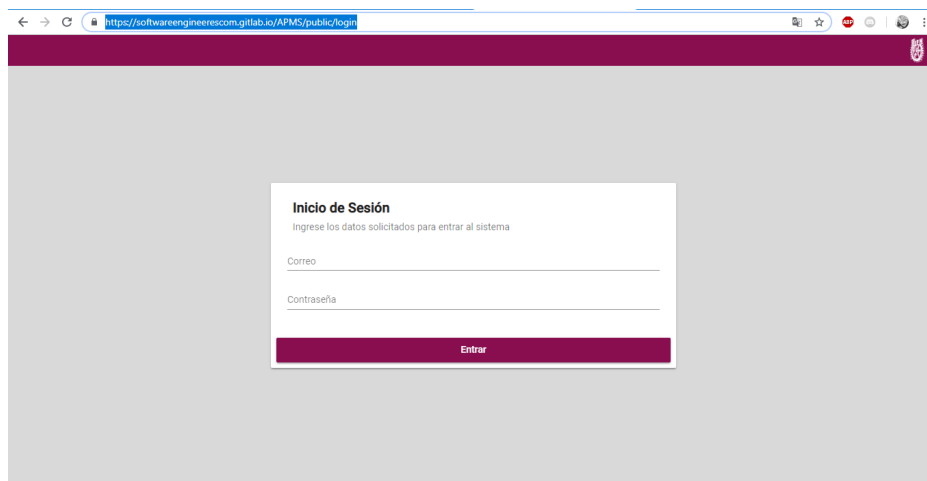 https://softwareengineerescom.gitlab.io/APMS/public/login
ABP
Inicio de Sesión
Ingrese los datos solicitados para entrar al sistema
Correo
Contraseña
Entrar